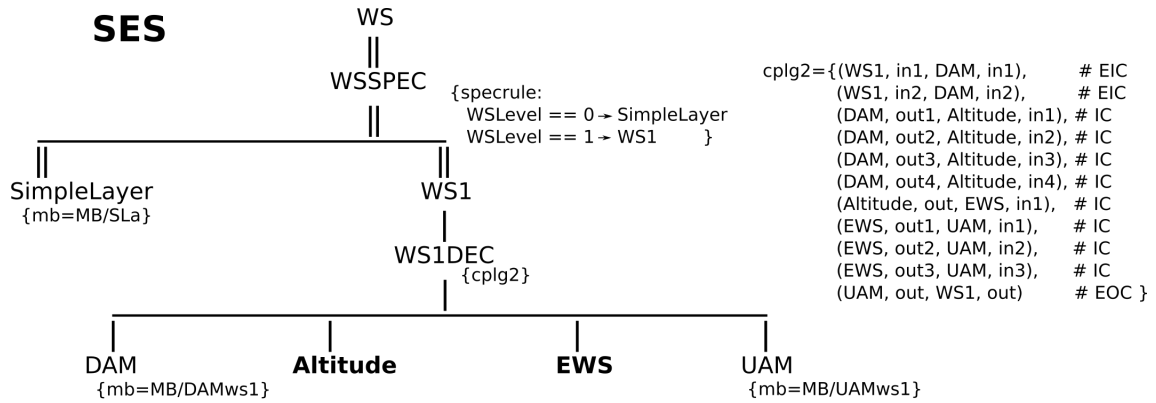 SES
WS
WSSPEC
{specrule:
WSLevel == 0→ SimpleLayer
WSLevel == 1→ WS1 }
SimpleLayer
{mb=MB/SLa}
WS1
WS1DEC
{cplg2}
DAM
{mb=MB/DAMws1}
Altitude
EWS
UAM
{mb=MB/UAMws1}
cplg2={(WS1, in1, DAM, in1), # EIC
(WS1, in2, DAM, in2), # EIC
(DAM, out1, Altitude, in1), # IC
(DAM, out2, Altitude, in2), # IC
(DAM, out3, Altitude, in3), # IC
(DAM, out4, Altitude, in4), # IC
(Altitude, out, EWS, in1), # IC
(EWS, out1, UAM, in1), # IC
(EWS, out2, UAM, in2), # IC
(EWS, out3, UAM, in3), # IC
(UAM, out, WS1, out) # EOC }